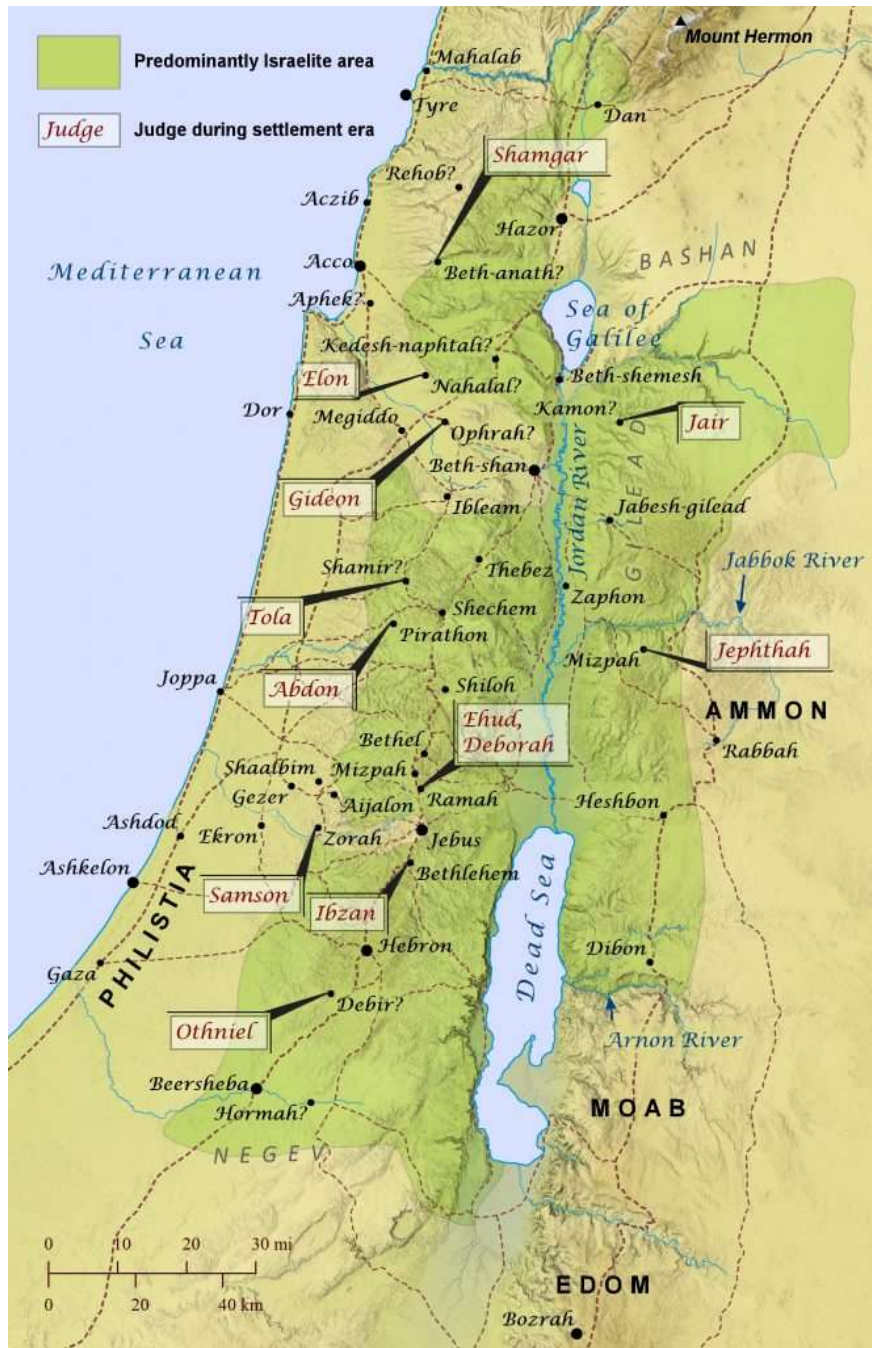 Predominantly Israelite area
Judge
Judge during settlement era
Mount Hermon
Mahalab
Tyre
Dan
Shamgar
Rehob?
Aczib
Hazor
BASHAN
Mediterranean
Sea
Acco
Beth-anath?
Aphek?
Sea of
Galilee
Kedesh-naphtali?
Elon
Nahalal?
Beth-shemesh
Dor
Megiddo
Ophrah?
Kamon?
Jair
Beth-shan
Gideon
Ibleam
Jordan River
GILEAD
Jabesh-gilead
Shamir?
Thebez
Jabbok River
Zaphon
Tola
Shechem
Pirathon
Mizpah
Jephthah
Joppa
Abdon
Shiloh
Ehud,
Deborah
AMMON
Rabbah
Bethel
Shaalbim
Mizpah
Gezer
Aijalon
Ramah
Heshbon
Ashdod
Ekron
Zorah
Jebus
Ashkelon
Bethlehem
Samson
Ibzan
PHILISTIA
Dead Sea
Hebron
Dibon
Gaza
Debir?
Othniel
Arnon River
Beersheba
Hormah?
MOAB
NEGEV
0 10 20 30 mi
0 20 40 km
EDOM
Bozrah